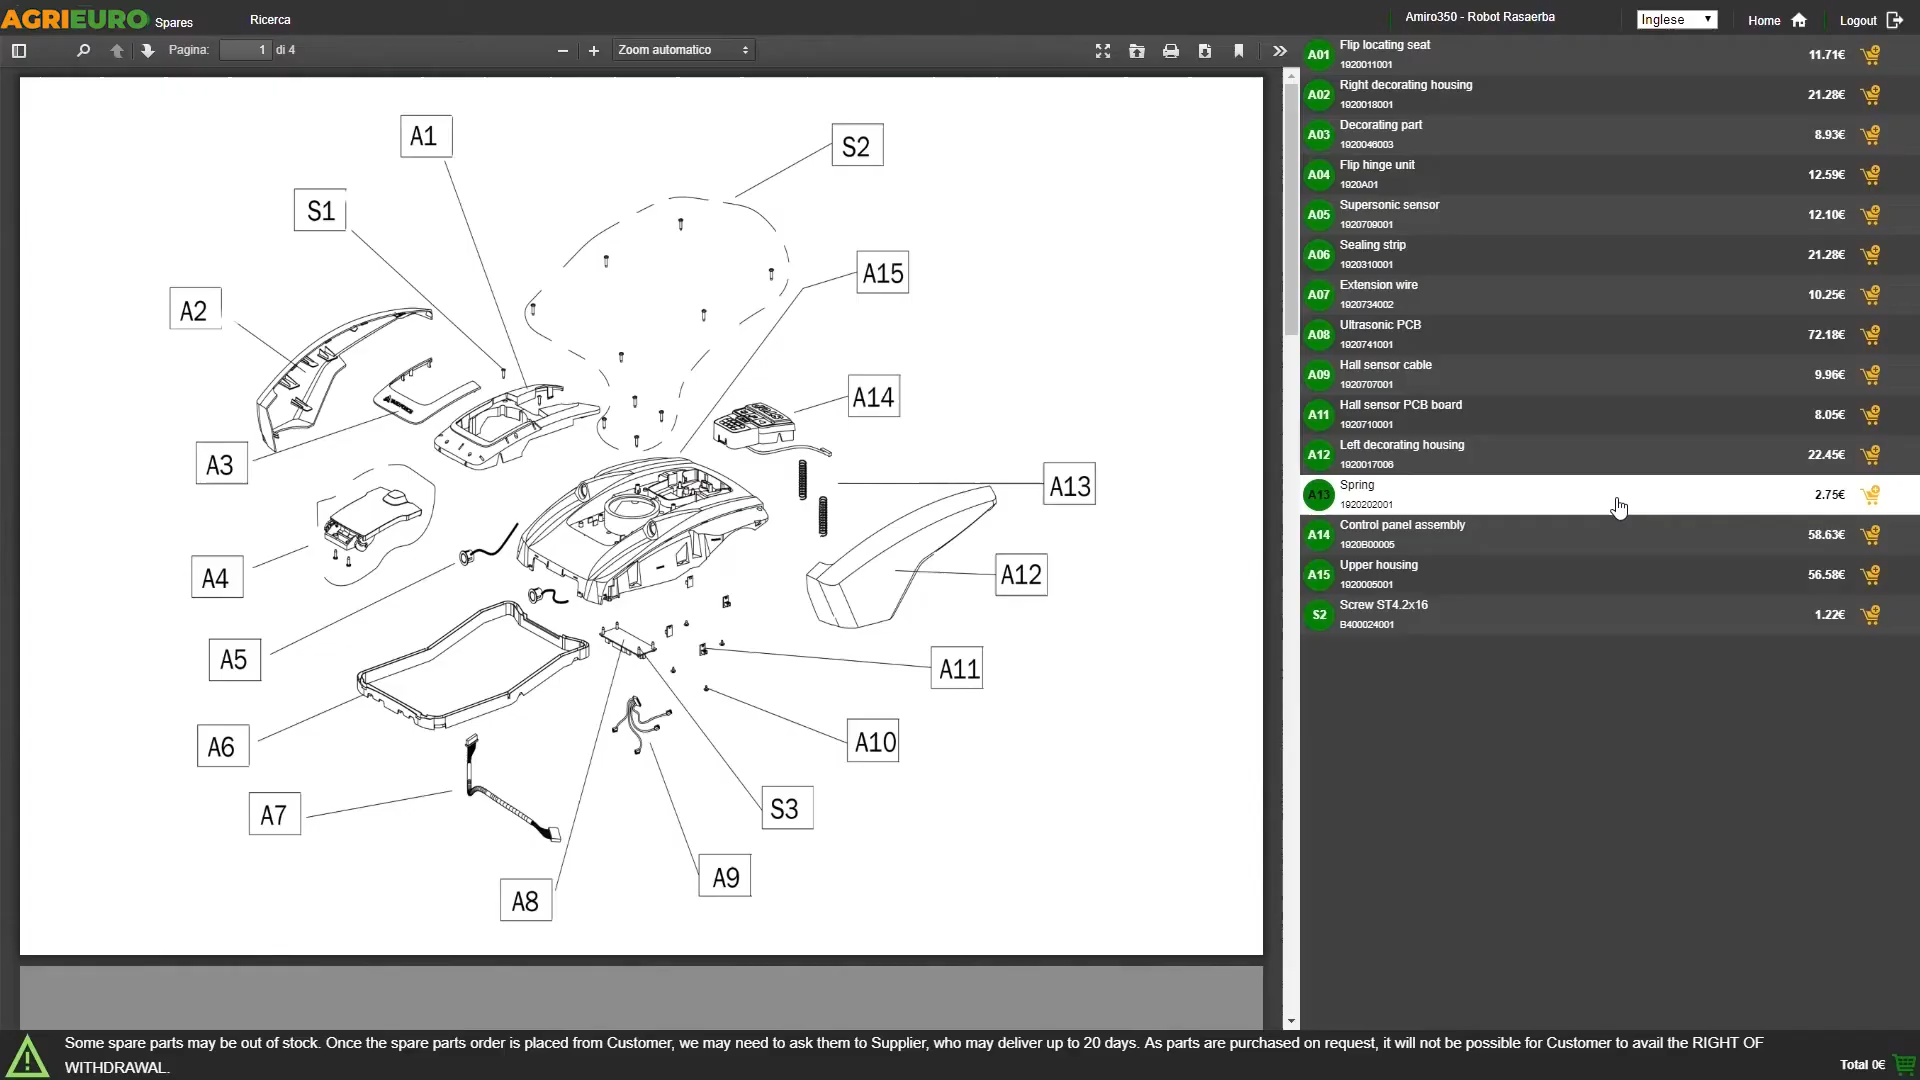 AGRIEURO Spares
Ricerca
Amiro350 - Robot Rasaerba
Inglese
Home
Logout
Pagina: 1 di 4
Zoom automatico
A1
S2
S1
A15
A2
A14
A3
A13
A4
A12
A5
A11
A6
A10
A7
S3
A9
A8
A01 Flip locating seat 11.71€
1920011001
A02 Right decorating housing 21.28€
1920018001
A03 Decorating part 8.93€
1920046003
A04 Flip hinge unit 12.59€
1920A01
A05 Supersonic sensor 12.10€
1920709001
A06 Sealing strip 21.28€
1920310001
A07 Extension wire 10.25€
1920734002
A08 Ultrasonic PCB 72.18€
1920741001
A09 Hall sensor cable 9.96€
1920707001
A11 Hall sensor PCB board 8.05€
1920710001
A12 Left decorating housing 22.45€
1920017006
A13 Spring 2.75€
1920202001
A14 Control panel assembly 58.63€
1920B00005
A15 Upper housing 56.58€
1920005001
S2 Screw ST4.2x16 1.22€
B400024001
Some spare parts may be out of stock. Once the spare parts order is placed from Customer, we may need to ask them to Supplier, who may deliver up to 20 days. As parts are purchased on request, it will not be possible for Customer to avail the RIGHT OF
WITHDRAWAL.
Total 0€